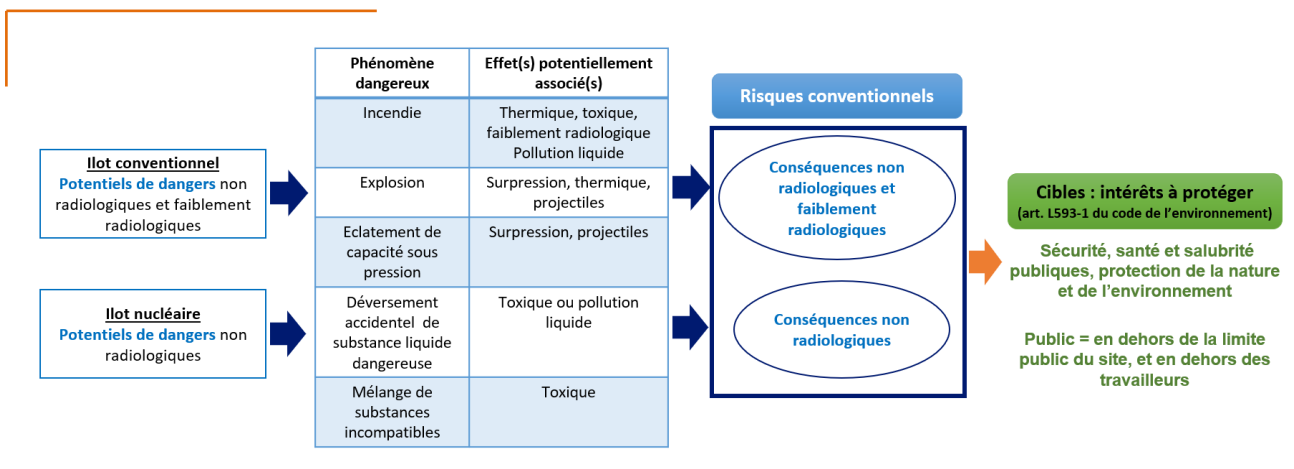 Ilot conventionnel
Potentiels de dangers non
radiologiques et faiblement
radiologiques
Ilot nucléaire
Potentiels de dangers non
radiologiques
Phénomène
dangereux
Effet(s) potentiellement
associé(s)
Incendie
Thermique, toxique,
faiblement radiologique
Pollution liquide
Explosion
Surpression, thermique,
projectiles
Eclatement de
capacité sous
pression
Surpression, projectiles
Déversement
accidentel de
substance liquide
dangereuse
Toxique ou pollution
liquide
Mélange de
substances
incompatibles
Toxique
Risques conventionnels
Conséquences non
radiologiques et
faiblement
radiologiques
Conséquences non
radiologiques
Cibles : intérêts à protéger
(art. L593-1 du code de l’environnement)
Sécurité, santé et salubrité
publiques, protection de la nature
et de l’environnement
Public = en dehors de la limite
public du site, et en dehors des
travailleurs